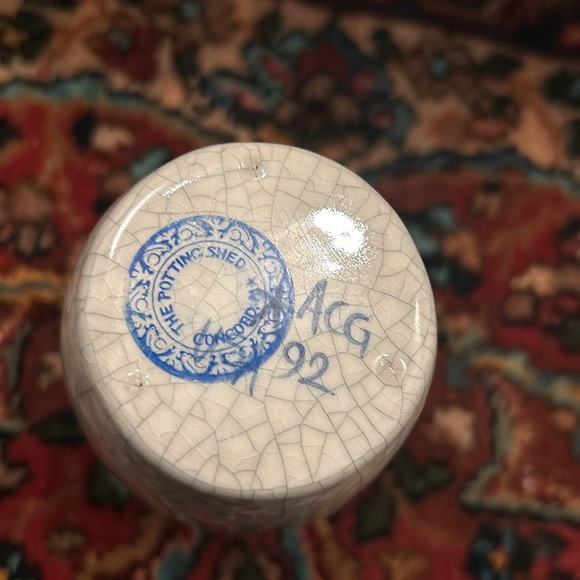 THE POTTING SHED
CONCORD
ACG
92